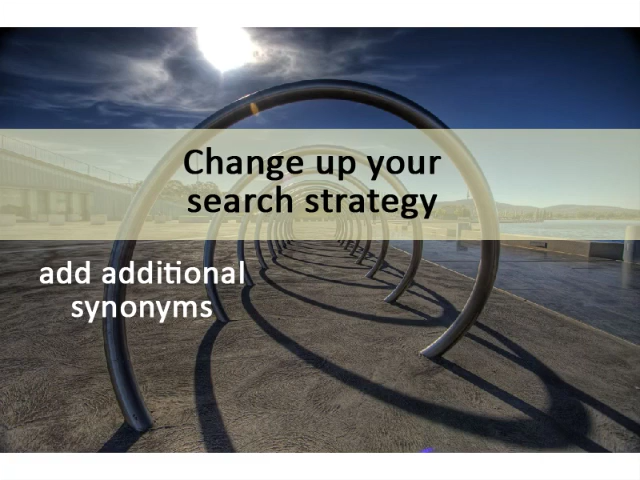 Change up your
search strategy
add additional
synonyms